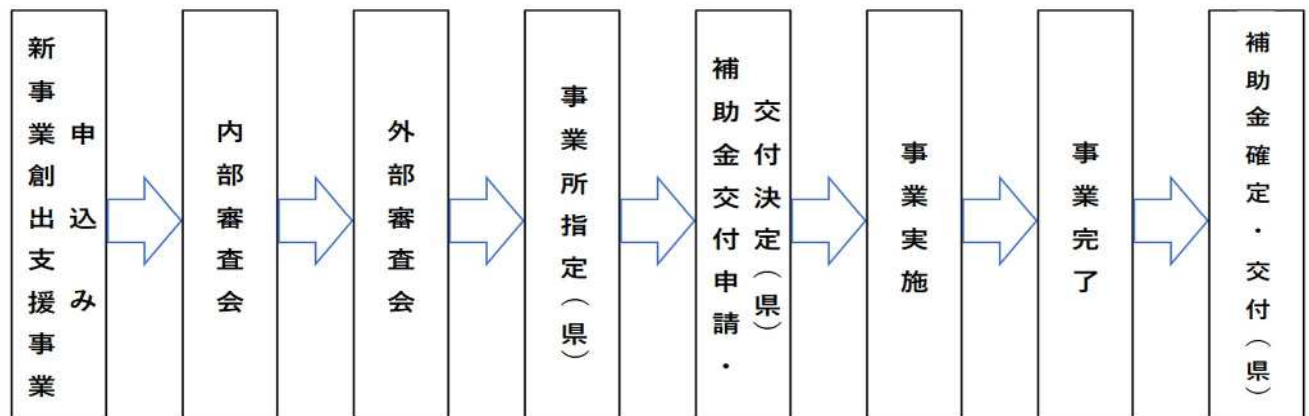 新事業創出支援事業
申込み
内部審査会
外部審査会
事業所指定（県）
補助金交付申請・
交付決定（県）
事業実施
事業完了
補助金確定・交付（県）